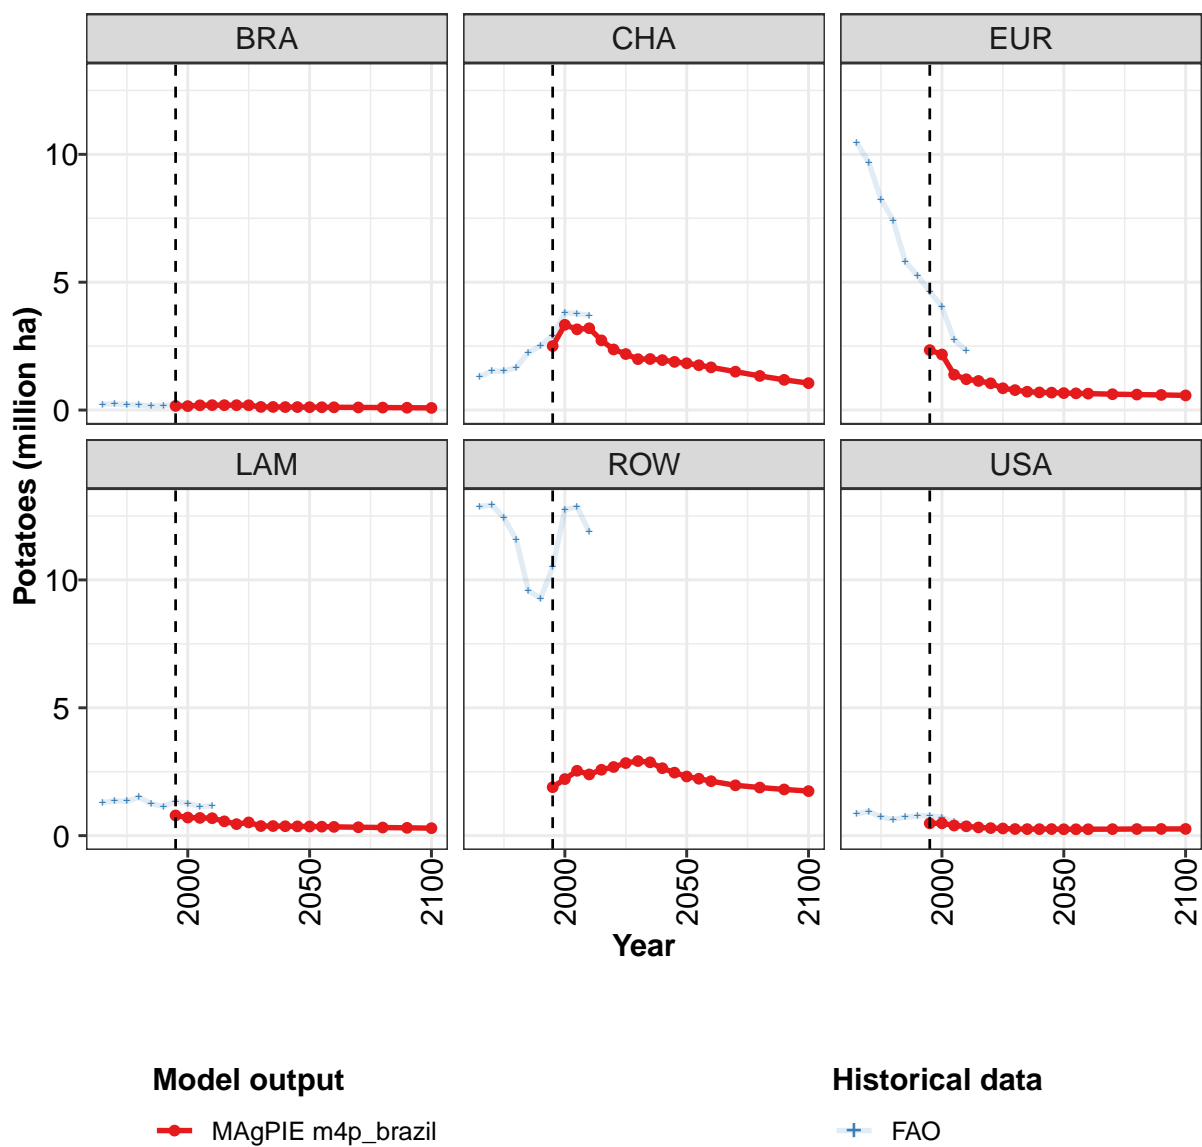 BRA CHA EUR
10
5
0
LAM ROW USA
10
5
0
Potatoes (million ha)
2000 2050 2100 2000 2050 2100 2000 2050 2100
Year
Model output Historical data
MAgPIE m4p_brazil FAO